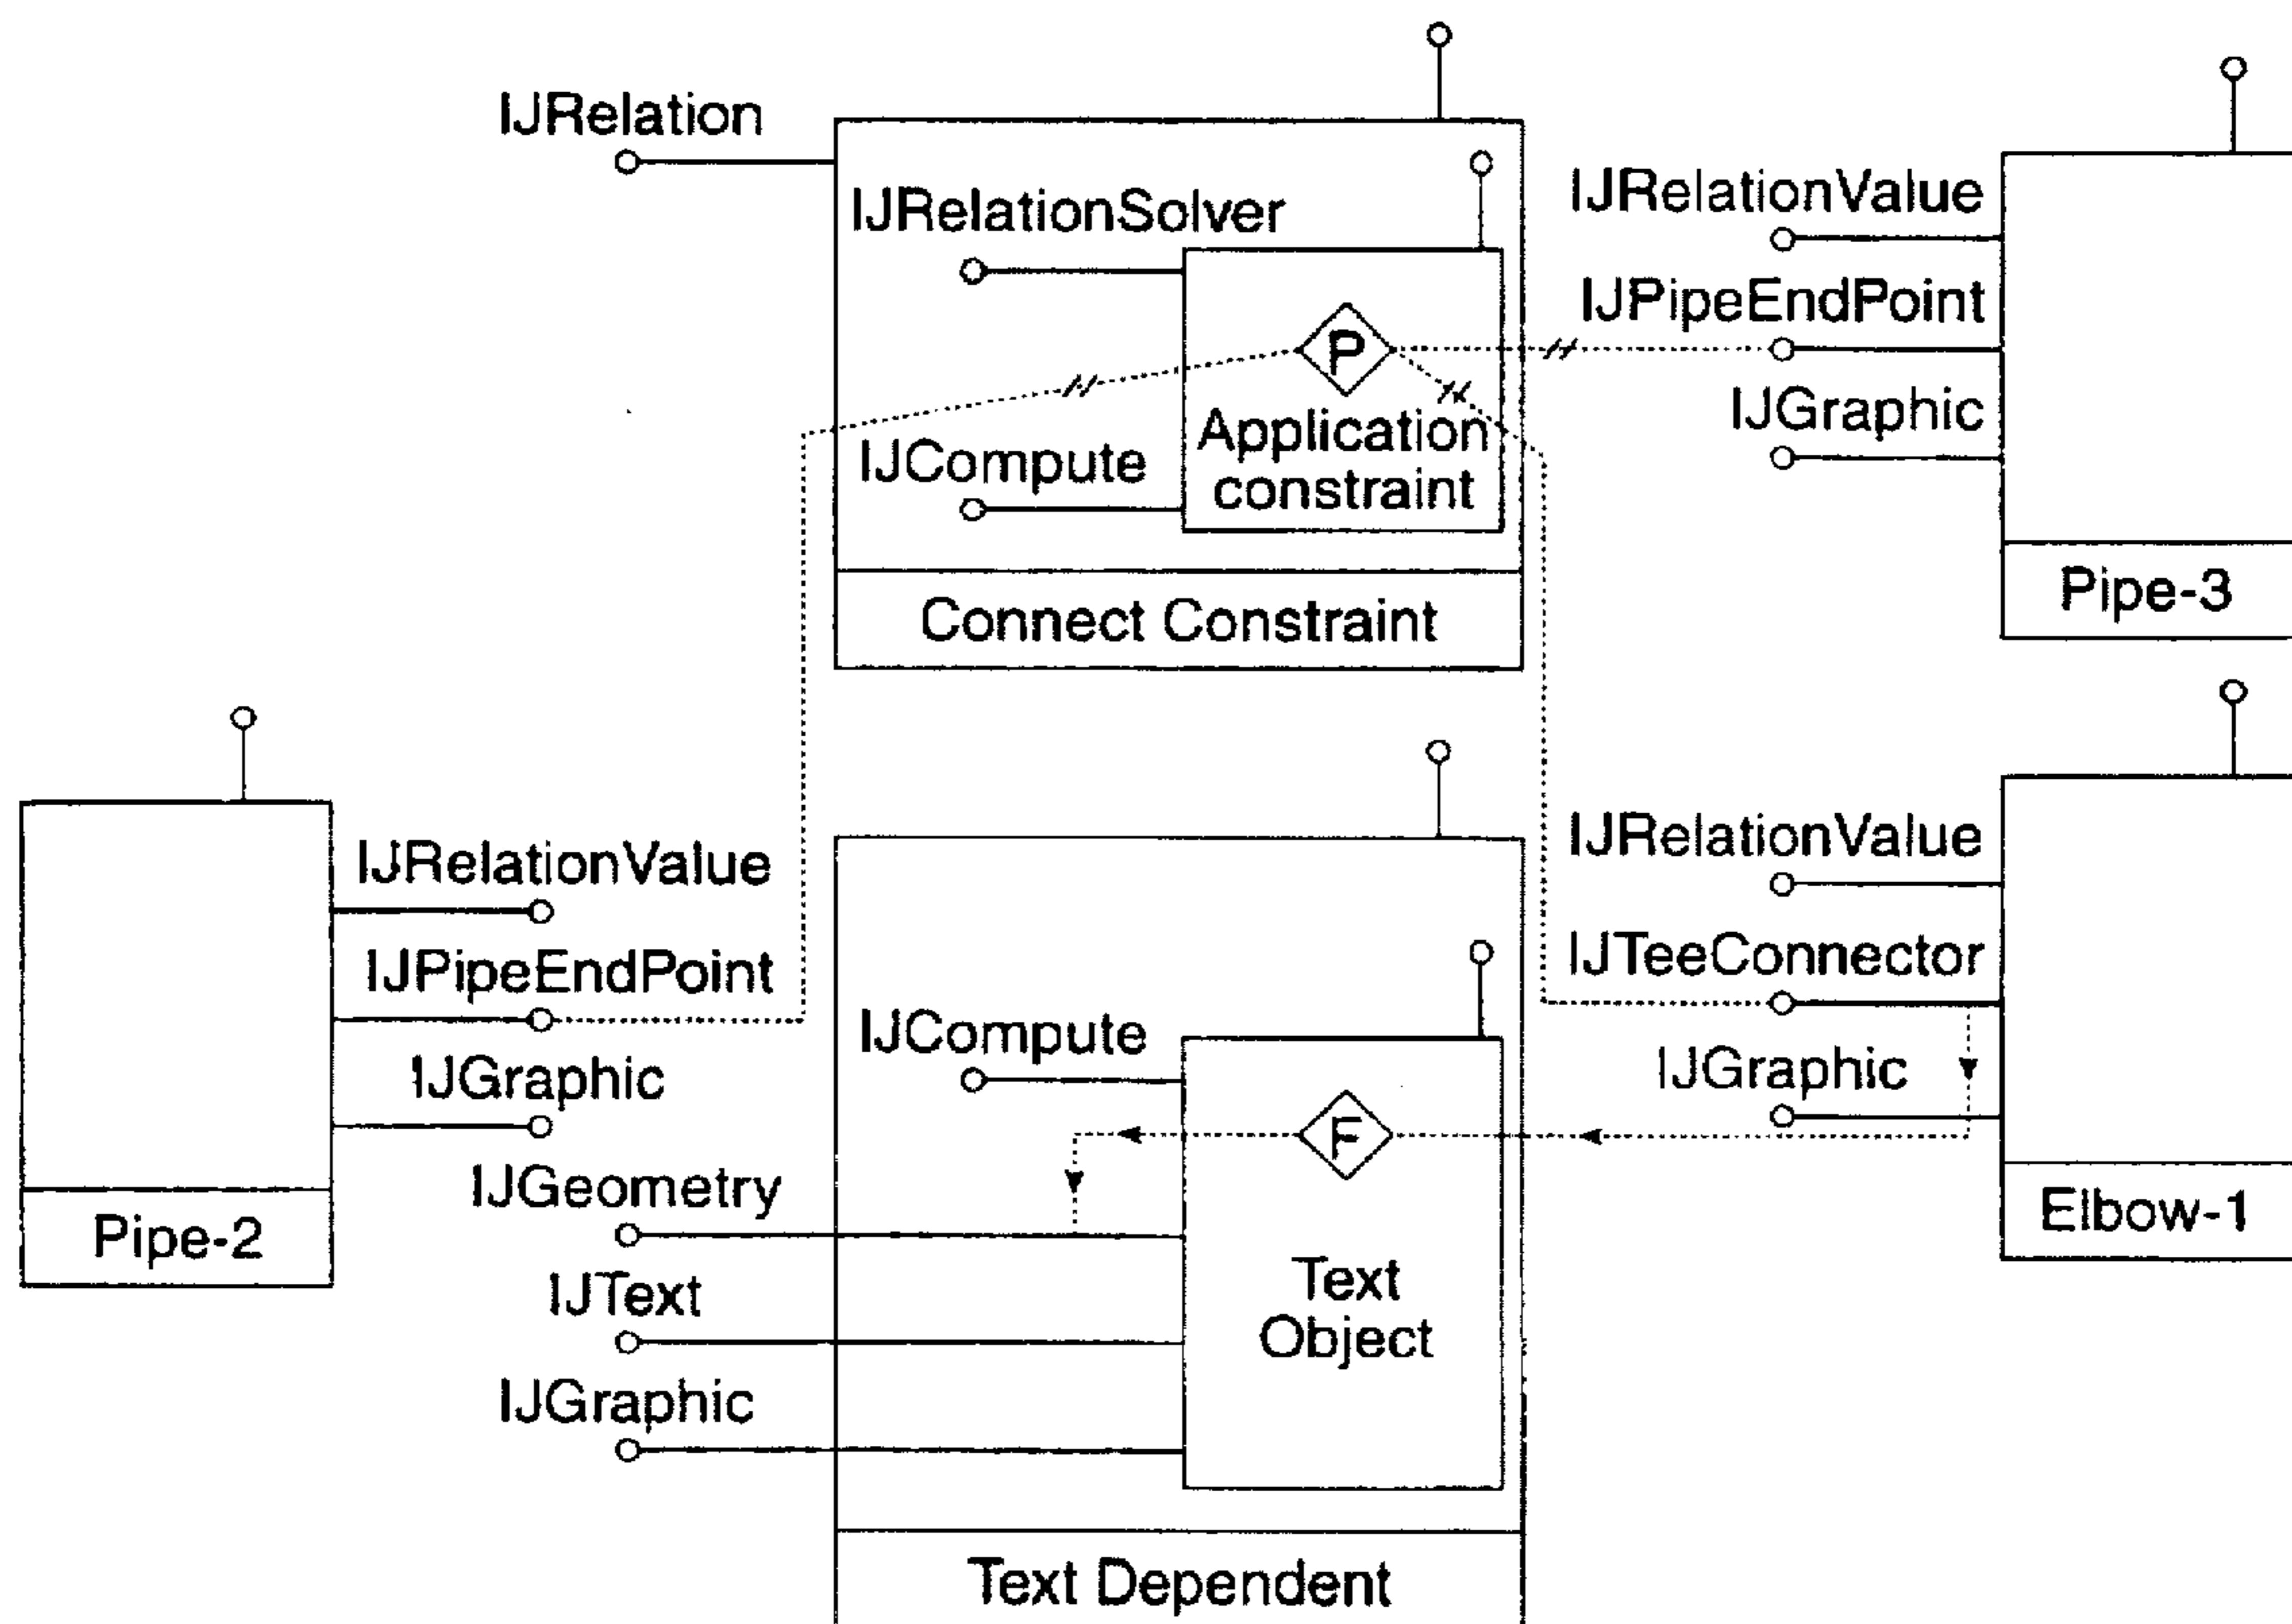 IJRelation
IJRelationSolver
P
Application
constraint
IJCompute
Connect Constraint
IJRelationValue
IJPipeEndPoint
IJGraphic
Pipe-3
IJRelationValue
IJPipeEndPoint
IJGraphic
Pipe-2
IJCompute
F
IJGeometry
IJText
IJGraphic
Text
Object
Text Dependent
IJRelationValue
IJTeeConnector
IJGraphic
Elbow-1